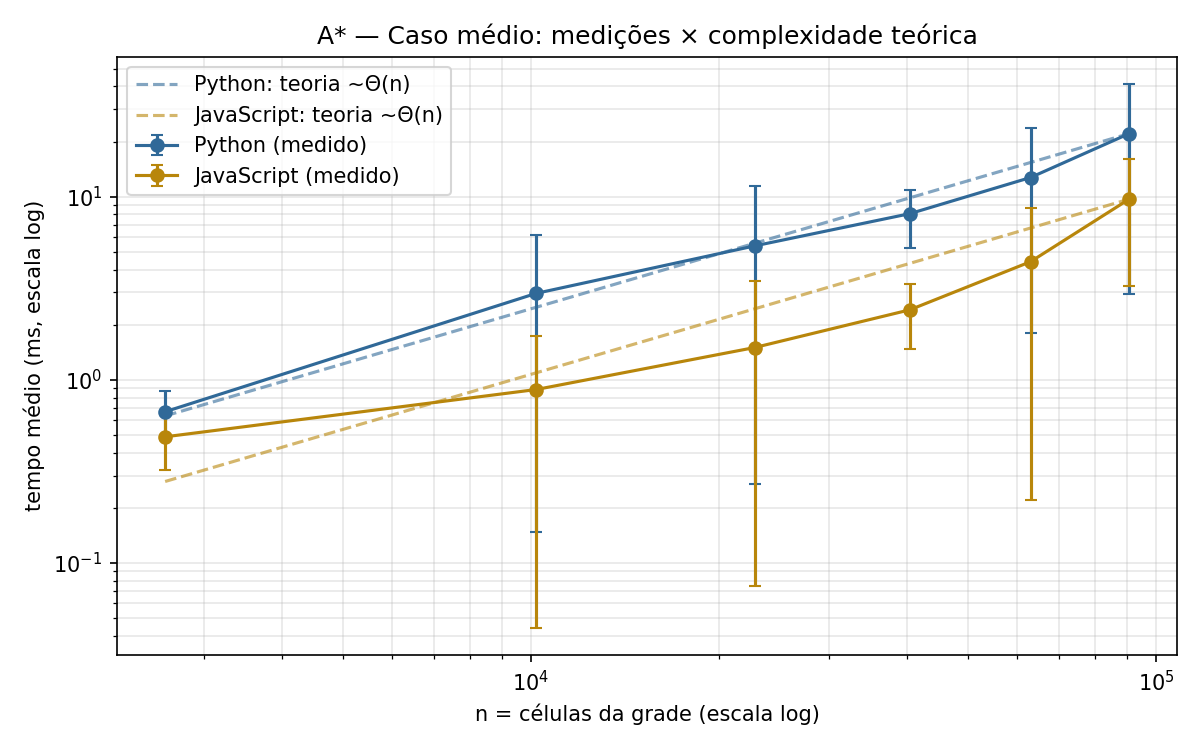 A* — Caso médio: medições × complexidade teórica
Python: teoria ~Θ(n)
JavaScript: teoria ~Θ(n)
Python (medido)
JavaScript (medido)
tempo médio (ms, escala log)
10¹
10⁰
10⁻¹
10⁴
10⁵
n = células da grade (escala log)